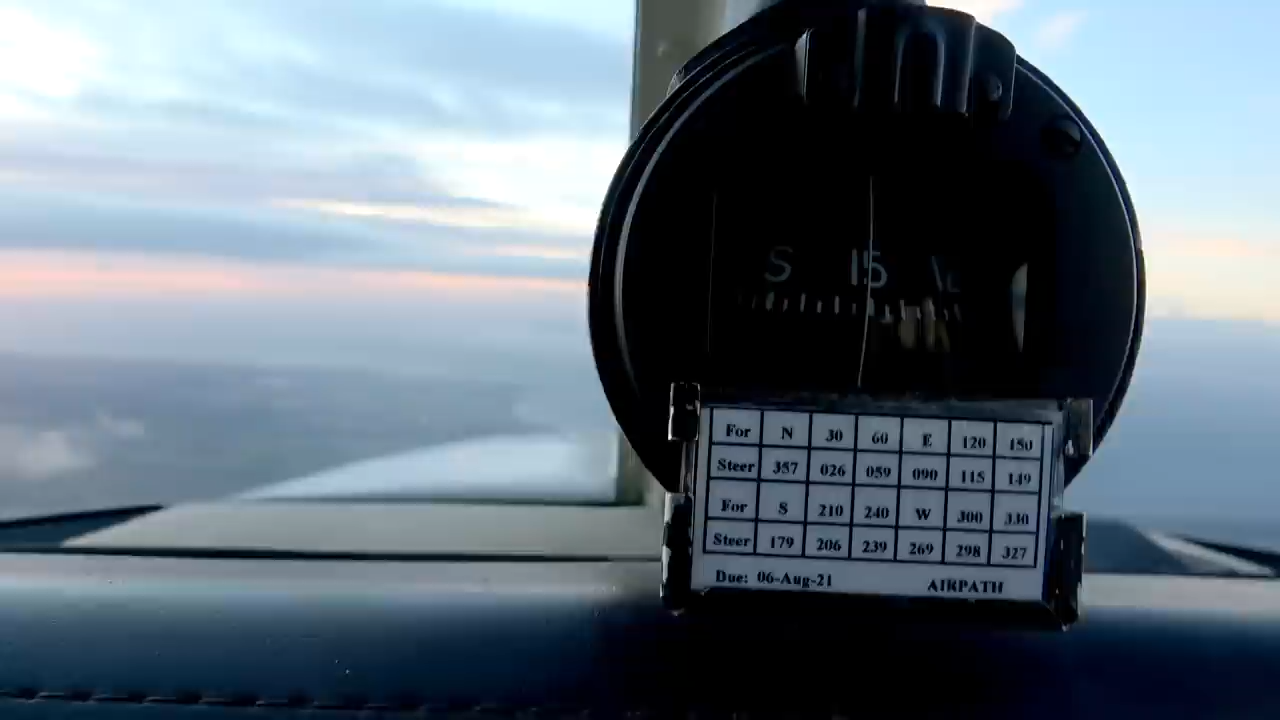 S 15 12
For N 30 60 E 120 150
Steer 357 026 059 090 115 149
For S 210 240 W 300 330
Steer 179 206 239 269 298 327
Due: 06-Aug-21 AIRPATH